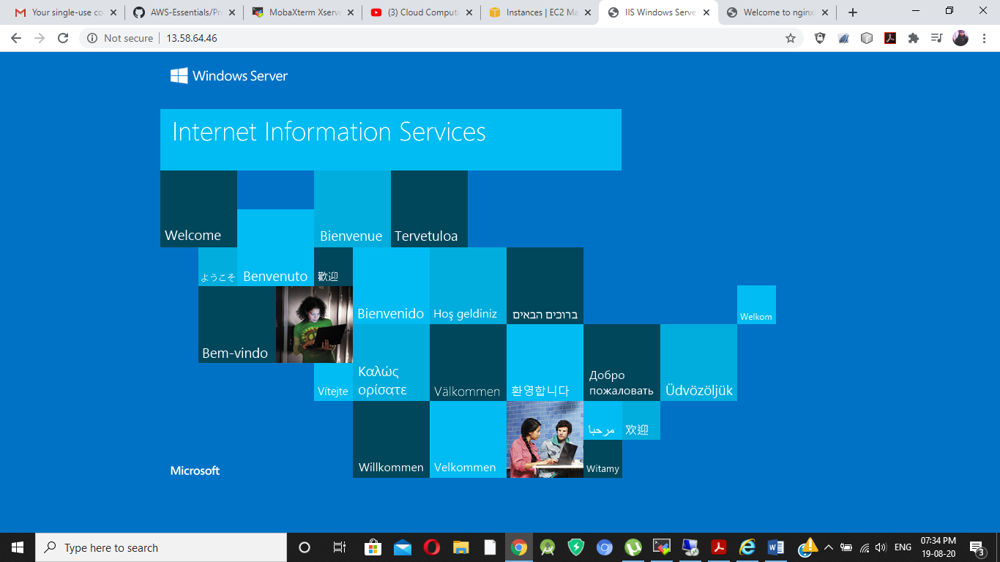 Your single-use co
AWS-Essentials/Pr
MobaXterm Xserve
(3) Cloud Computi
Instances | EC2 Ma
IIS Windows Serve
Welcome to nginx
Not secure
13.58.64.46
Windows Server
Internet Information Services
Welcome
Bienvenue
Tervetuloa
ようこそ
Benvenuto
歡迎
Bienvenido
Hoş geldiniz
ברוכים הבאים
Welkom
Bem-vindo
Vítejte
Καλώς
ορίσατε
Välkommen
환영합니다
Добро
пожаловать
Üdvözöljük
Willkommen
Velkommen
مرحبا
欢迎
Witamy
Microsoft
Type here to search
ENG
07:34 PM
19-08-20
3